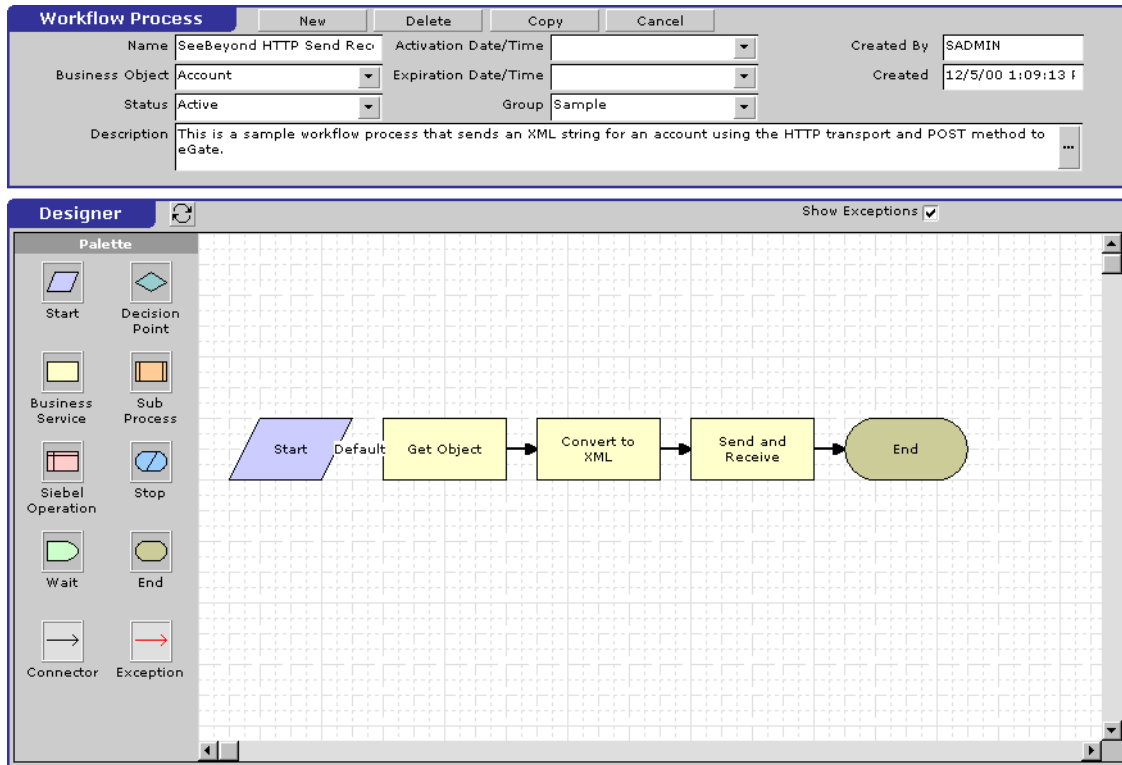 Workflow Process
New
Delete
Copy
Cancel
Name SeeBeyond HTTP Send Rec
Activation Date/Time
Created By SADMIN
Business Object Account
Expiration Date/Time
Created 12/5/00 1:09:13
Status Active
Group Sample
Description This is a sample workflow process that sends an XML string for an account using the HTTP transport and POST method to
eGate.
...
Designer
Show Exceptions
Palette
Start
Decision
Point
Business
Service
Sub
Process
Siebel
Operation
Stop
Wait
End
Connector
Exception
Start
Default
Get Object
Convert to
XML
Send and
Receive
End